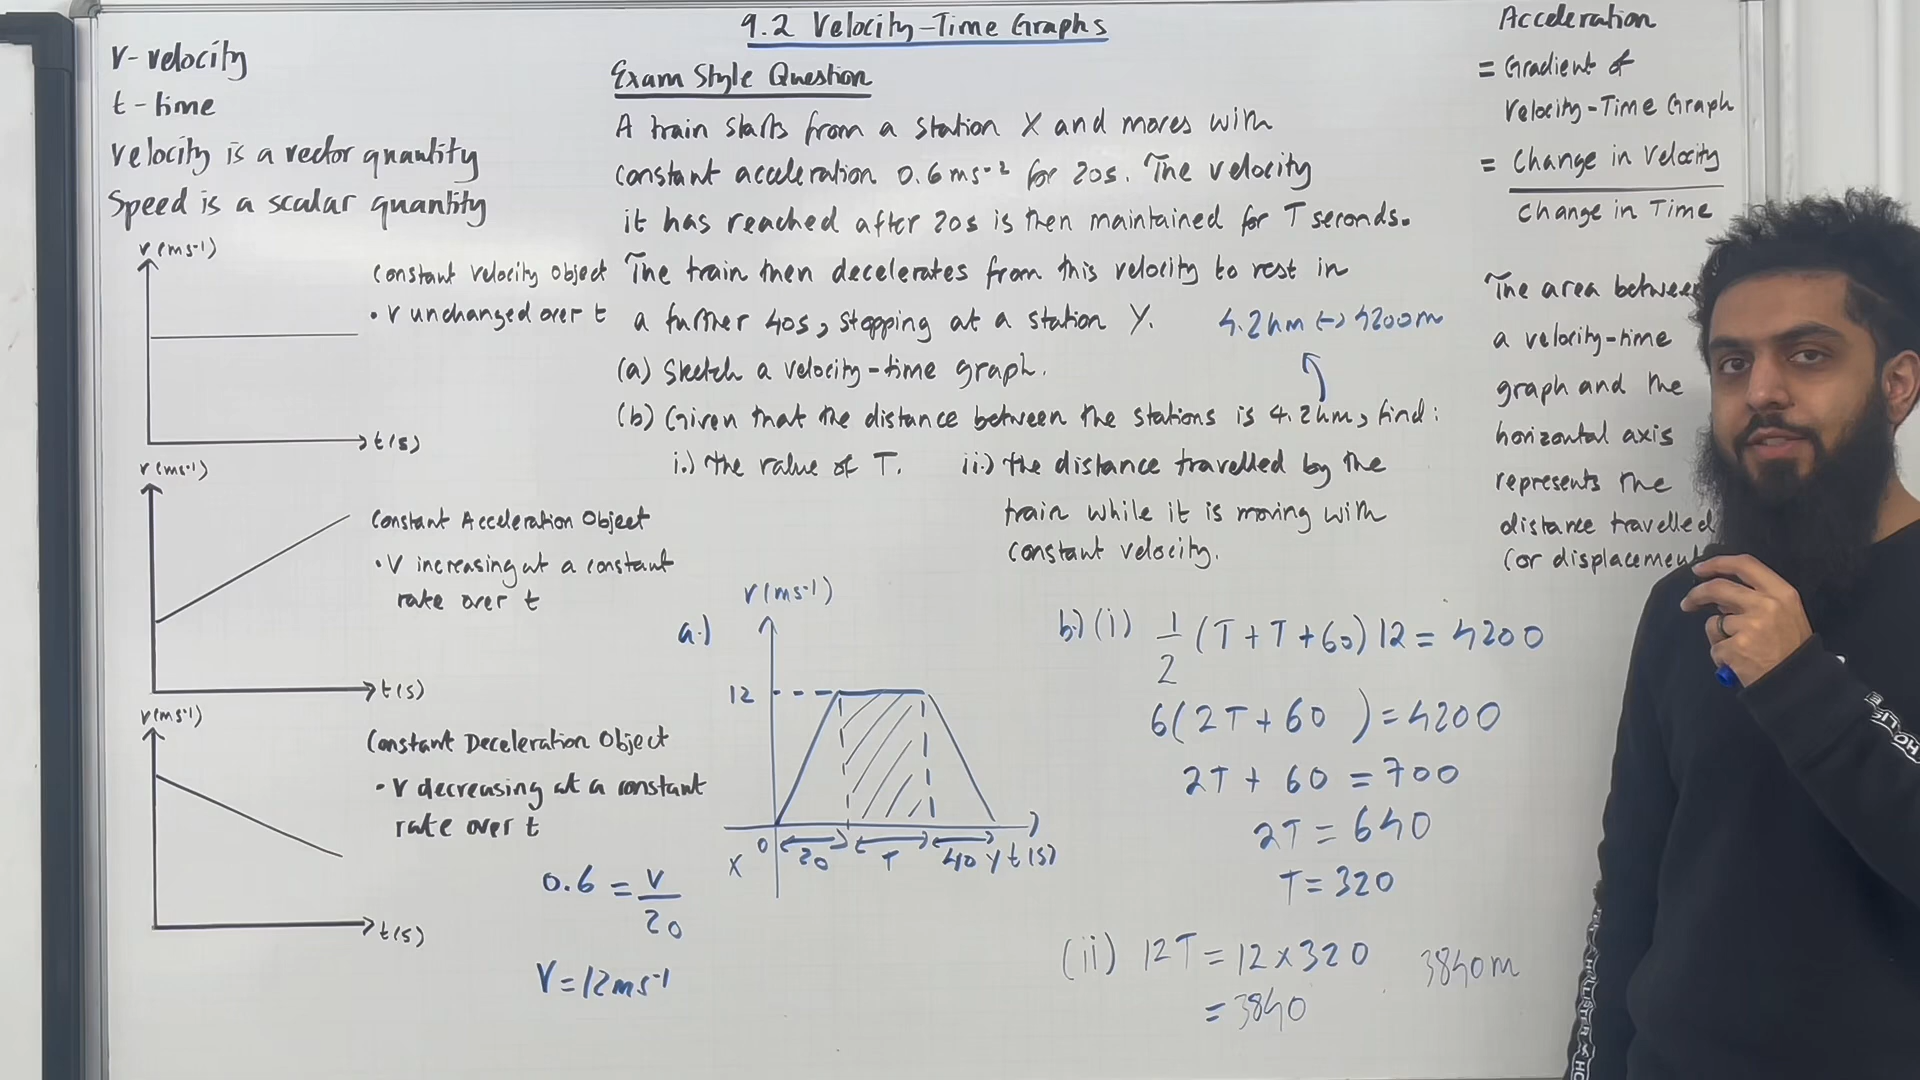 9.2 Velocity-Time Graphs
v - velocity
t - time
velocity is a vector quantity
Speed is a scalar quantity
v (ms⁻¹)
Constant Velocity Object
• v unchanged over t
t(s)
v (ms⁻¹)
Constant Acceleration Object
• v increasing at a constant
rate over t
t(s)
v(ms⁻¹)
Constant Deceleration Object
• v decreasing at a constant
rate over t
t(s)
Exam Style Question
A train starts from a station X and moves with
constant acceleration 0.6ms⁻² for 20s. The velocity
it has reached after 20s is then maintained for T seconds.
The train then decelerates from this velocity to rest in
a further 40s, stopping at a station Y.
4.2km ↔ 4200m
(a) Sketch a velocity-time graph.
(b) Given that the distance between the stations is 4.2km, find:
i.) the value of T.
ii.) the distance travelled by the
train while it is moving with
constant velocity.
Acceleration
= Gradient of
Velocity-Time Graph
= Change in Velocity
Change in Time
The area between
a velocity-time
graph and the
horizontal axis
represents the
distance travelled
(or displacement
a.)
v (ms⁻¹)
12
0
20
T
40
X
Y
t(s)
0.6 = v
20
v = 12ms⁻¹
b.) (i) 1/2 (T + T + 60) 12 = 4200
6(2T + 60 ) = 4200
2T + 60 = 700
2T = 640
T = 320
(ii) 12T = 12 × 320
= 3840
3840m
HOLLISTER